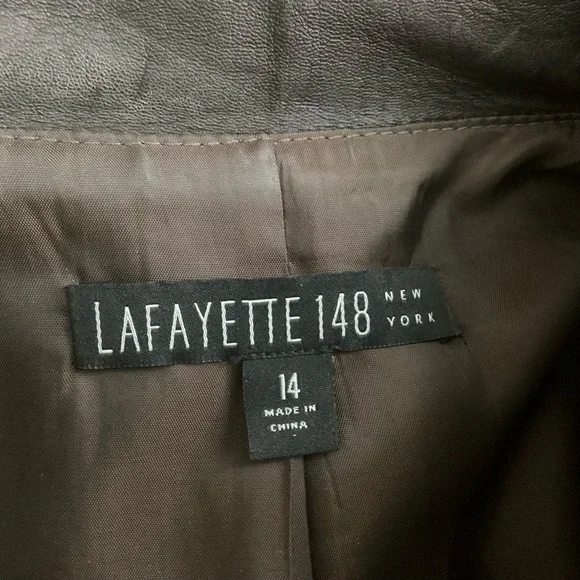 LAFAYETTE 148 NEW YORK
14
MADE IN
CHINA